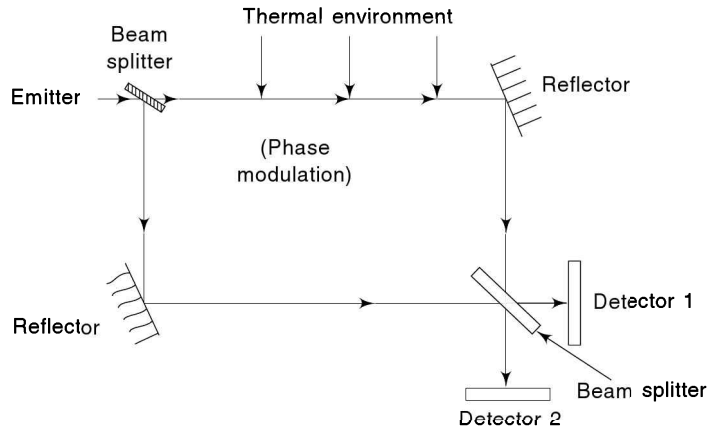 Thermal environment
Beam
splitter
Emitter
Reflector
(Phase
modulation)
Reflector
Detector 1
Beam splitter
Detector 2